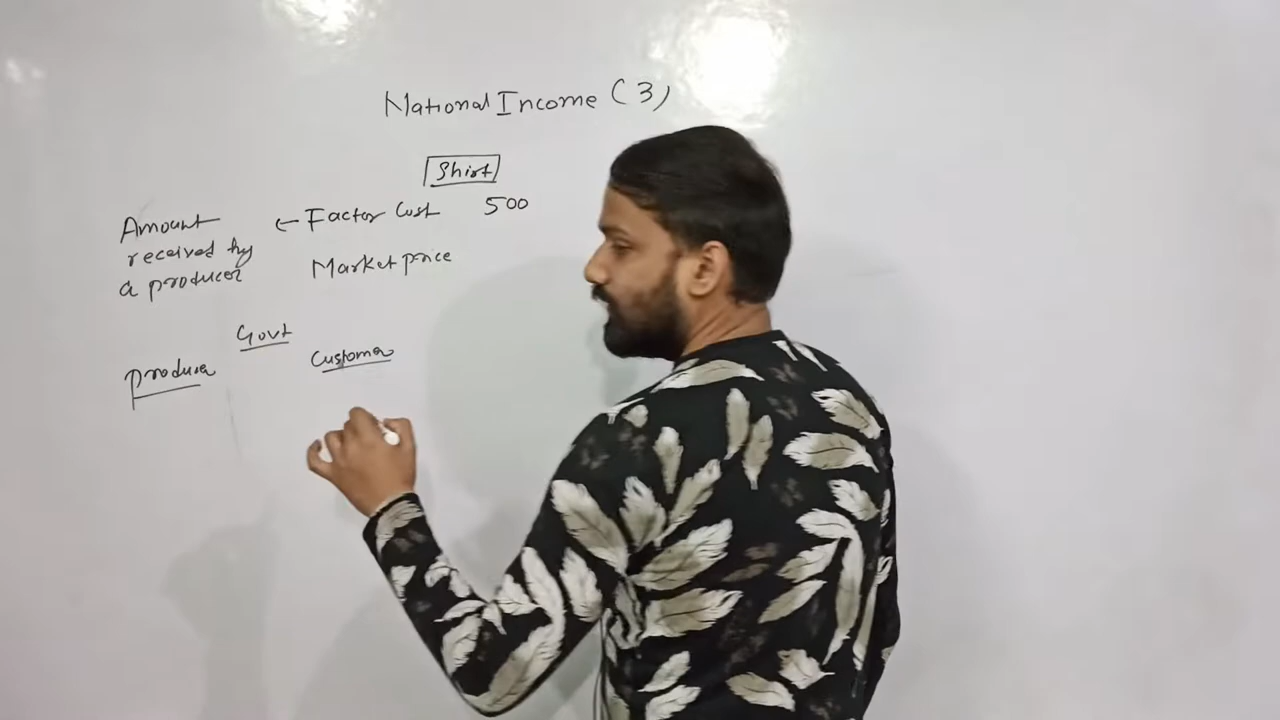 National Income (3)
Shirt
Amount ← Factor Cost 500
received by
a producer Market price
Govt
producer Customer